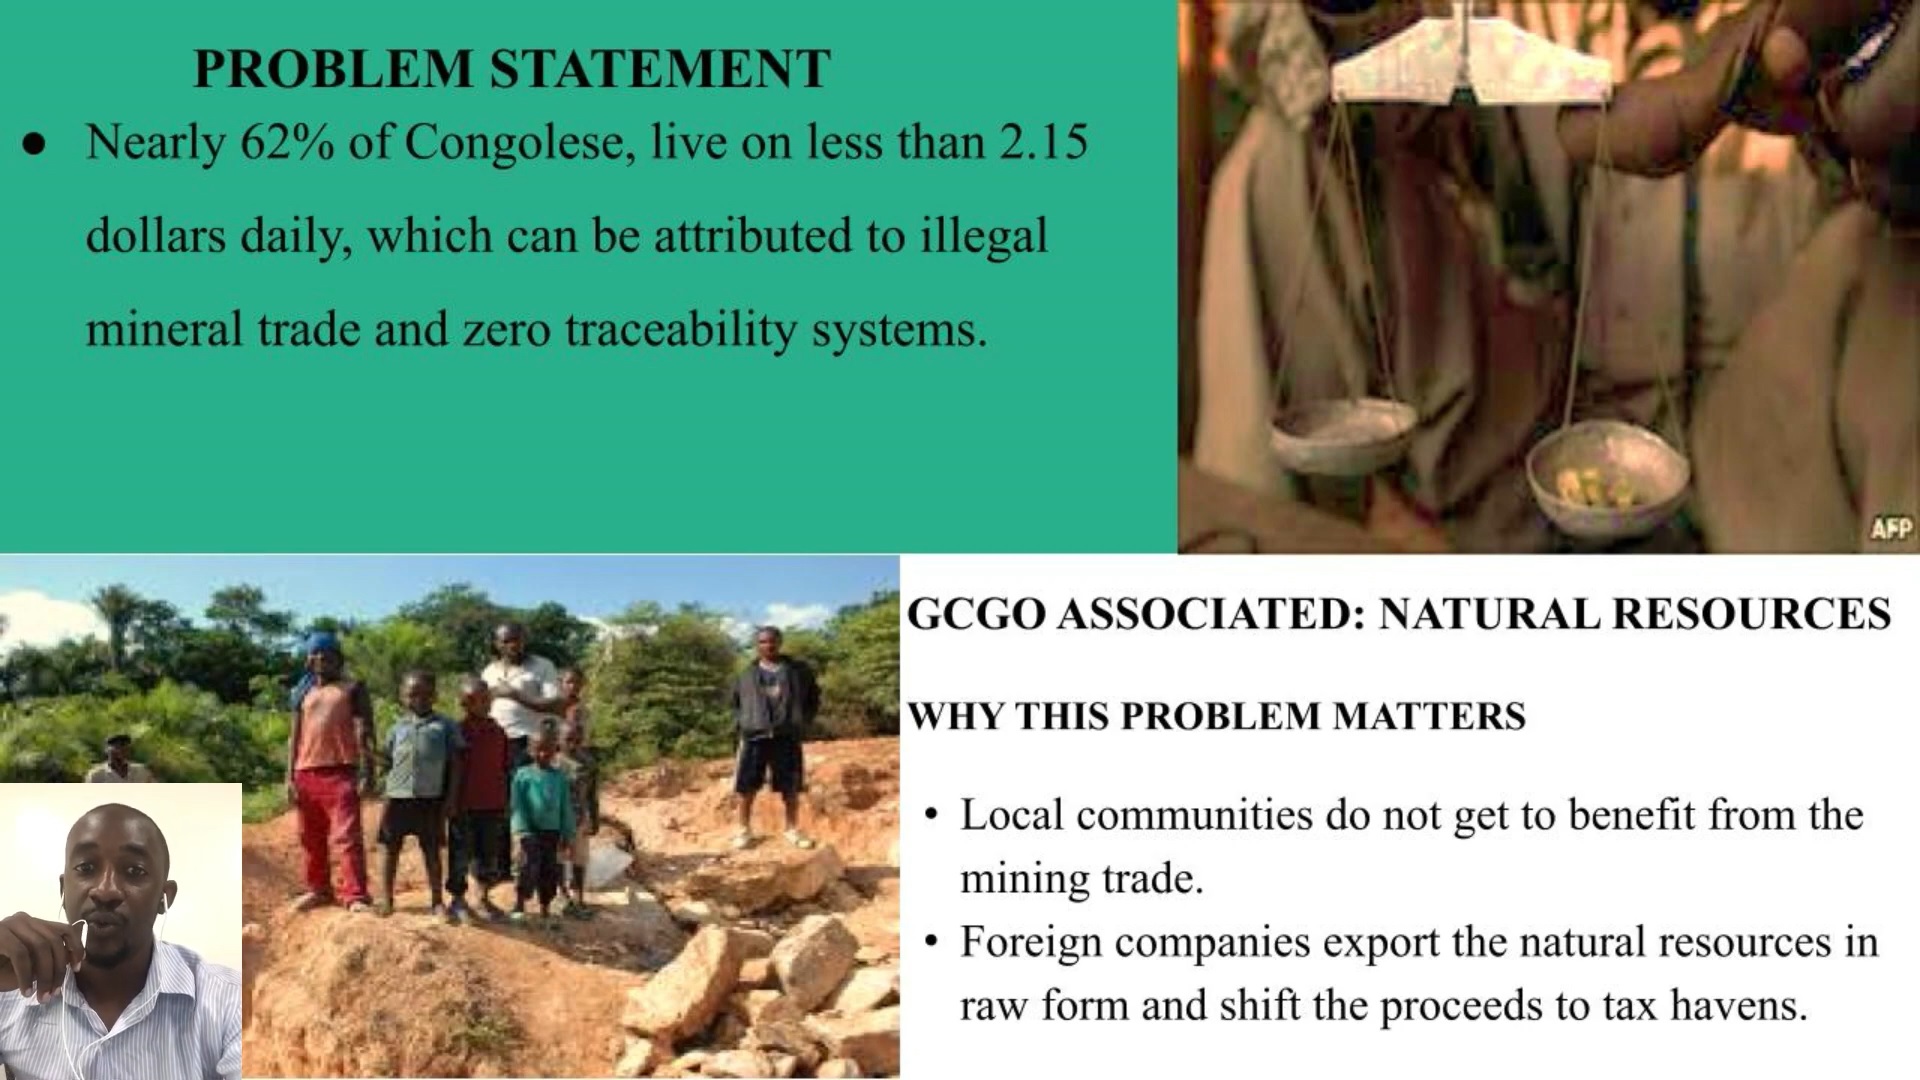 PROBLEM STATEMENT
● Nearly 62% of Congolese, live on less than 2.15
dollars daily, which can be attributed to illegal
mineral trade and zero traceability systems.
AFP
GCGO ASSOCIATED: NATURAL RESOURCES
WHY THIS PROBLEM MATTERS
• Local communities do not get to benefit from the
mining trade.
• Foreign companies export the natural resources in
raw form and shift the proceeds to tax havens.